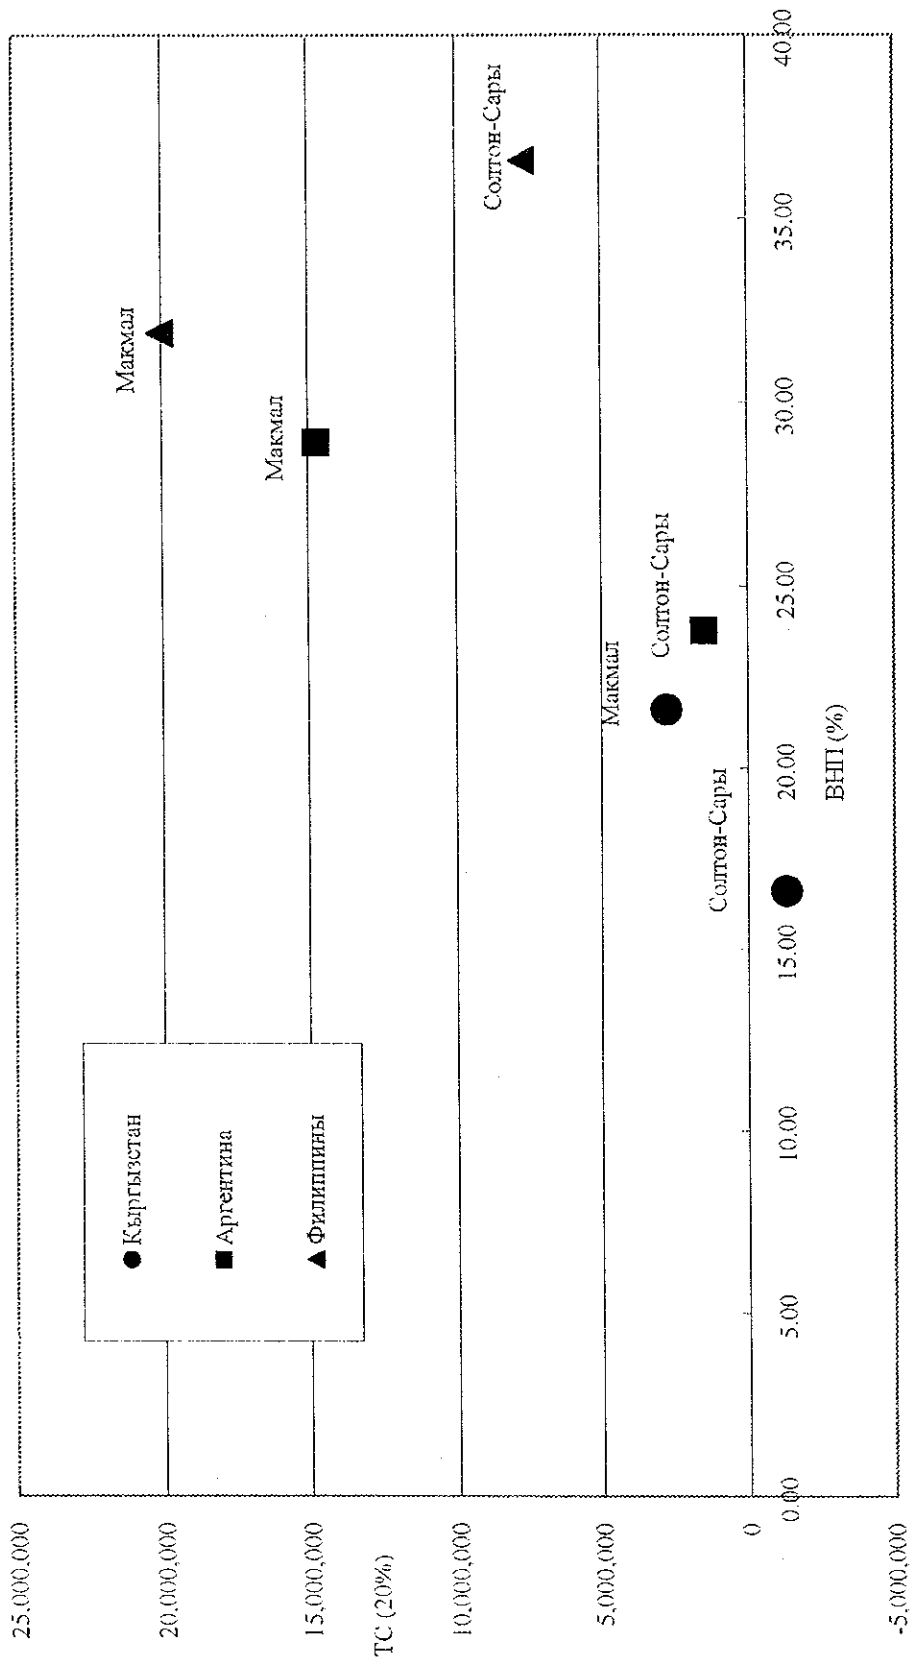 25.000,000
20.000,000
ТС (20%)
15,000,000
10.000,000
5,000,000
0
-5,000,000
Кыргызстан
Аргентина
Филиппины
Макмал
Макмал
Солтон-Сары
Макмал
Солтон-Сары
Солтон-Сары
0.00
5.00
10.00
15.00
20.00
25.00
30.00
35.00
40.00
ВНП (%)